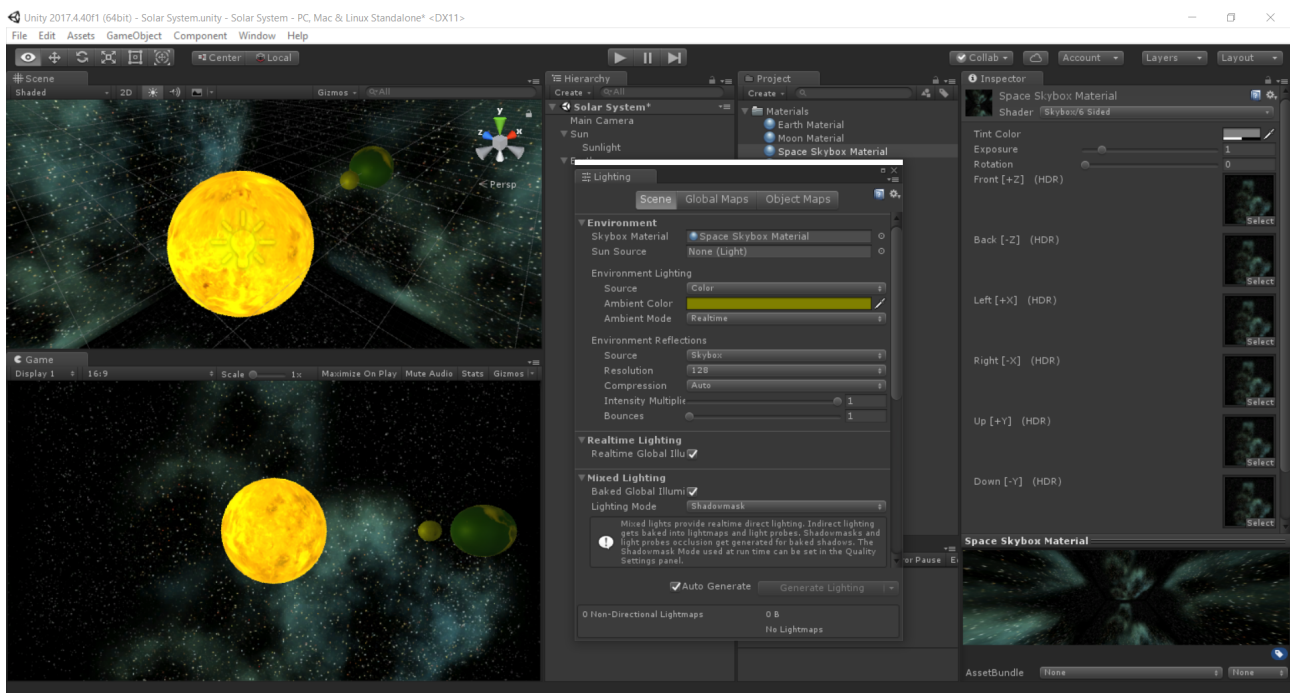 Unity 2017.4.40f1 (64bit) - Solar System.unity - Solar System - PC, Mac & Linux Standalone* <DX11>
File Edit Assets GameObject Component Window Help
Center Local
Collab Account Layers Layout
Scene
Shaded 2D Gizmos All
y
z x
Persp
Game
Display 1 16:9 Scale 1x Maximize On Play Mute Audio Stats Gizmos
Hierarchy
Create All
Solar System*
Main Camera
Sun
Sunlight
Project
Create
Materials
Earth Material
Moon Material
Space Skybox Material
Lighting
Scene Global Maps Object Maps
Environment
Skybox Material Space Skybox Material
Sun Source None (Light)
Environment Lighting
Source Color
Ambient Color
Ambient Mode Realtime
Environment Reflections
Source Skybox
Resolution 128
Compression Auto
Intensity Multiplie 1
Bounces 1
Realtime Lighting
Realtime Global Illu
Mixed Lighting
Baked Global Illumi
Lighting Mode Shadowmask
Mixed lights provide realtime direct lighting. Indirect lighting
gets baked into lightmaps and light probes. Shadowmasks and
light probes occlusion get generated for baked shadows. The
Shadowmask Mode used at run time can be set in the Quality
Settings panel.
Auto Generate Generate Lighting
0 Non-Directional Lightmaps 0 B
No Lightmaps
or Pause
Inspector
Space Skybox Material
Shader Skybox/6 Sided
Tint Color
Exposure 1
Rotation 0
Front [+Z] (HDR)
Select
Back [-Z] (HDR)
Select
Left [+X] (HDR)
Select
Right [-X] (HDR)
Select
Up [+Y] (HDR)
Select
Down [-Y] (HDR)
Select
Space Skybox Material
AssetBundle None None